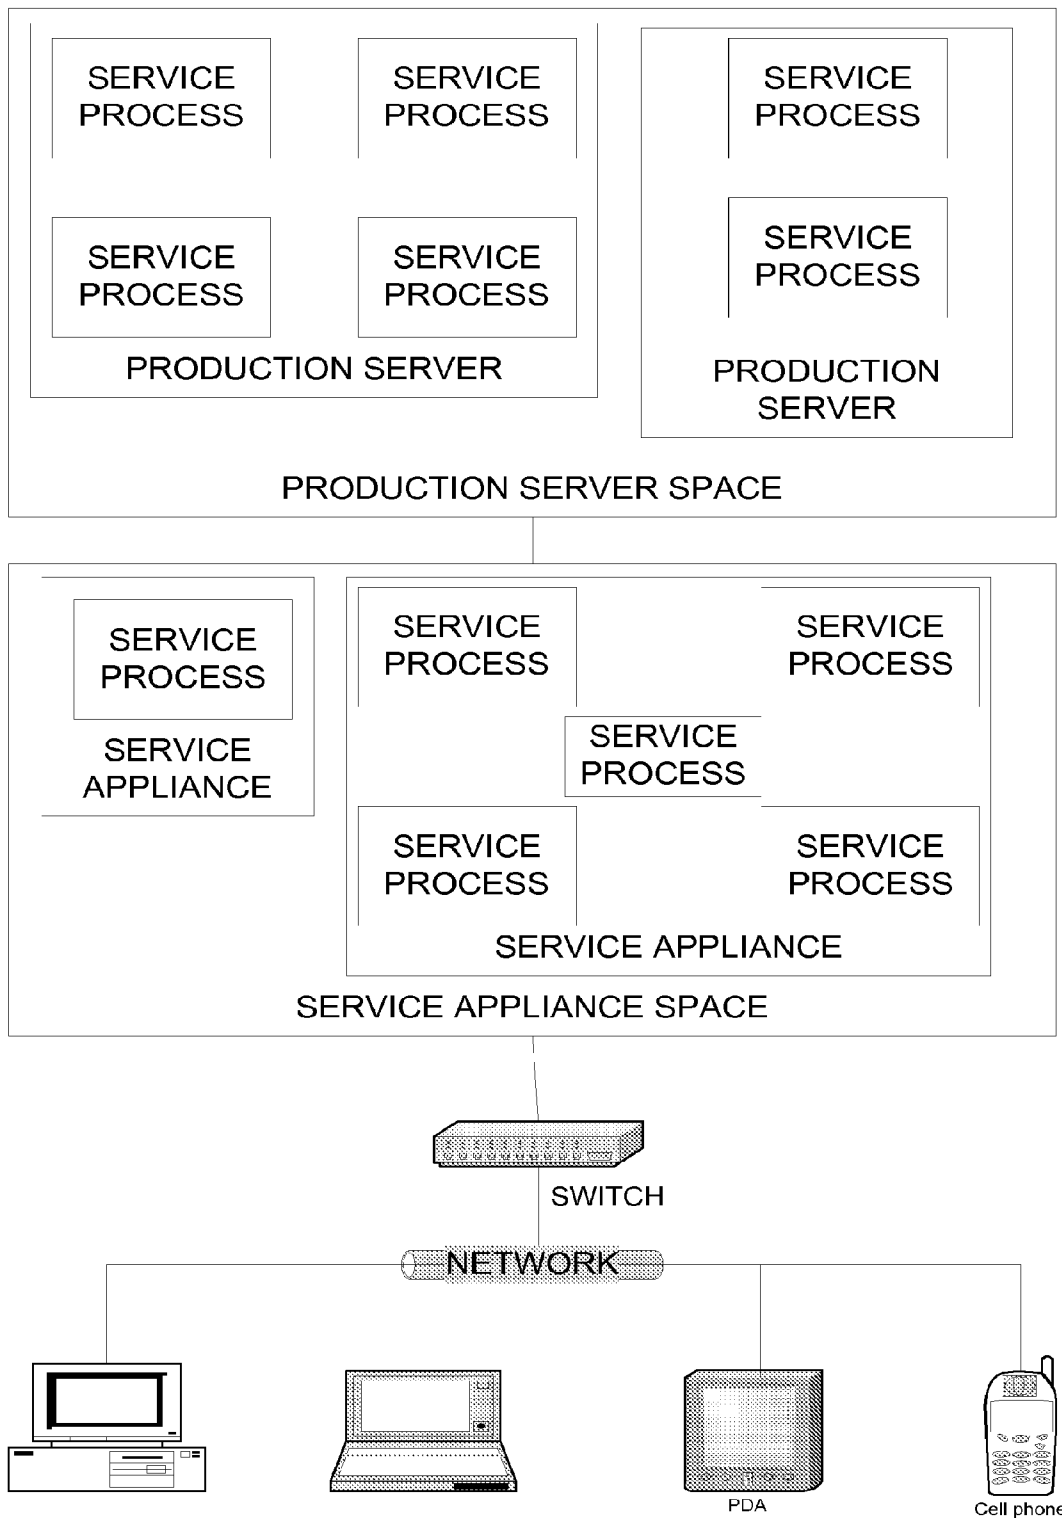 SERVICE
PROCESS
SERVICE
PROCESS
SERVICE
PROCESS
SERVICE
PROCESS
SERVICE
PROCESS
SERVICE
PROCESS
PRODUCTION SERVER
PRODUCTION
SERVER
PRODUCTION SERVER SPACE
SERVICE
PROCESS
SERVICE
APPLIANCE
SERVICE
PROCESS
SERVICE
PROCESS
SERVICE
PROCESS
SERVICE
PROCESS
SERVICE
PROCESS
SERVICE APPLIANCE
SERVICE APPLIANCE SPACE
SWITCH
NETWORK
PDA
Cell phone